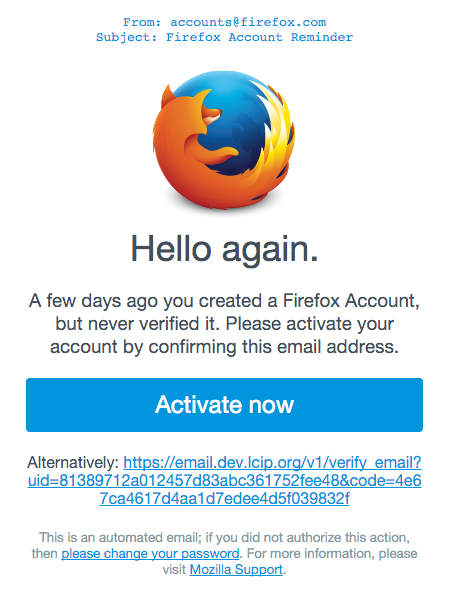 From: accounts@firefox.com
Subject: Firefox Account Reminder
Hello again.
A few days ago you created a Firefox Account,
but never verified it. Please activate your
account by confirming this email address.
Activate now
Alternatively: https://email.dev.lcip.org/v1/verify_email?
uid=81389712a012457d83abc361752fee48&code=4e6
7ca4617d4aa1d7edee4d5f039832f
This is an automated email; if you did not authorize this action,
then please change your password. For more information, please
visit Mozilla Support.